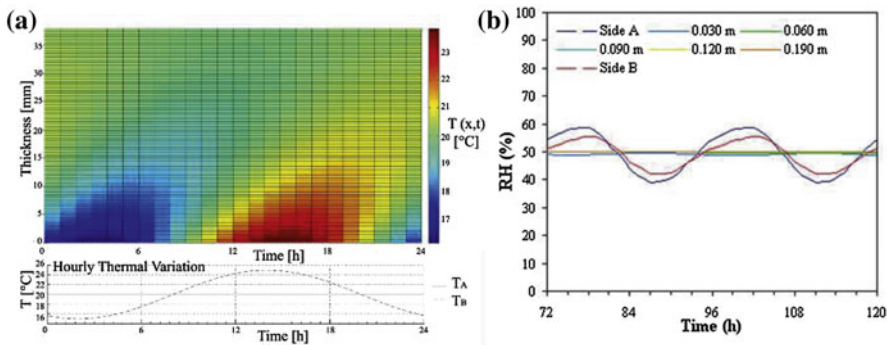 (a)
35
30
25
20
15
10
5
0
Thickness [mm]
0
6
12
18
24
Time [h]
23
22
21
T (x,t)
20 [°C]
19
18
17
Hourly Thermal Variation
26
24
22
20
18
16
T [°C]
0
6
12
18
24
Time [h]
TA
TB
(b)
100
90
80
70
60
50
40
30
20
10
0
RH (%)
Side A
0.030 m
0.060 m
0.090 m
0.120 m
0.190 m
Side B
72
84
96
108
120
Time (h)